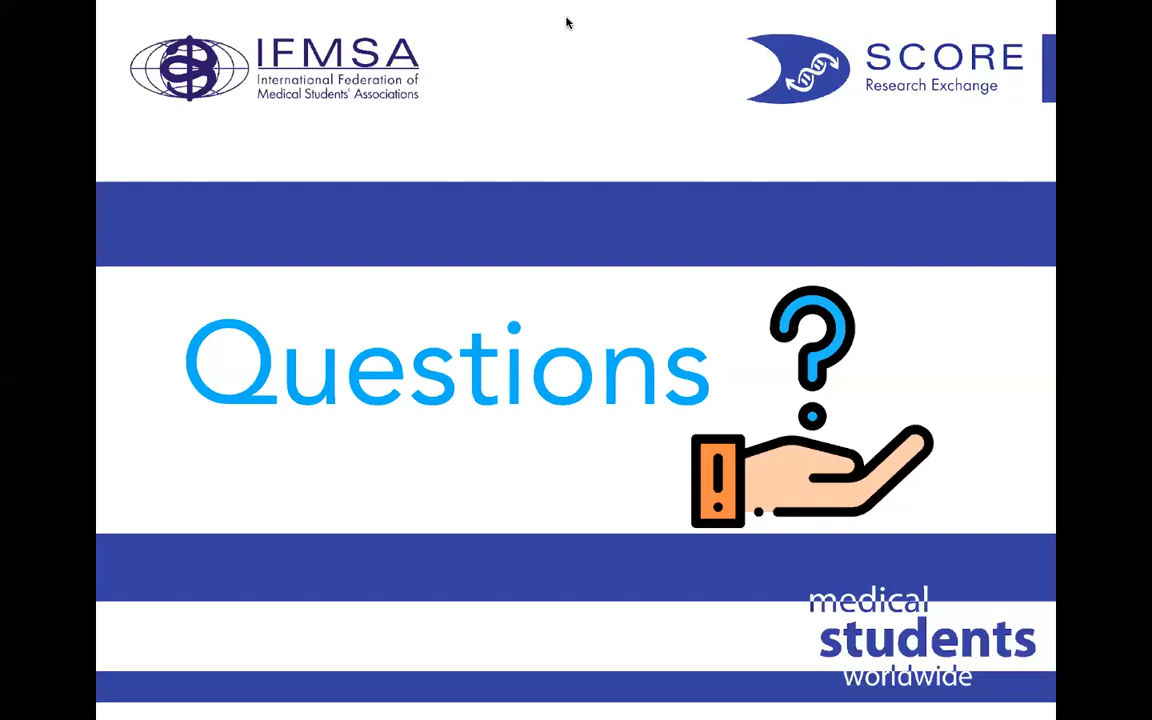 IFMSA
International Federation of
Medical Students' Associations
SCORE
Research Exchange
Questions
medical
students
worldwide